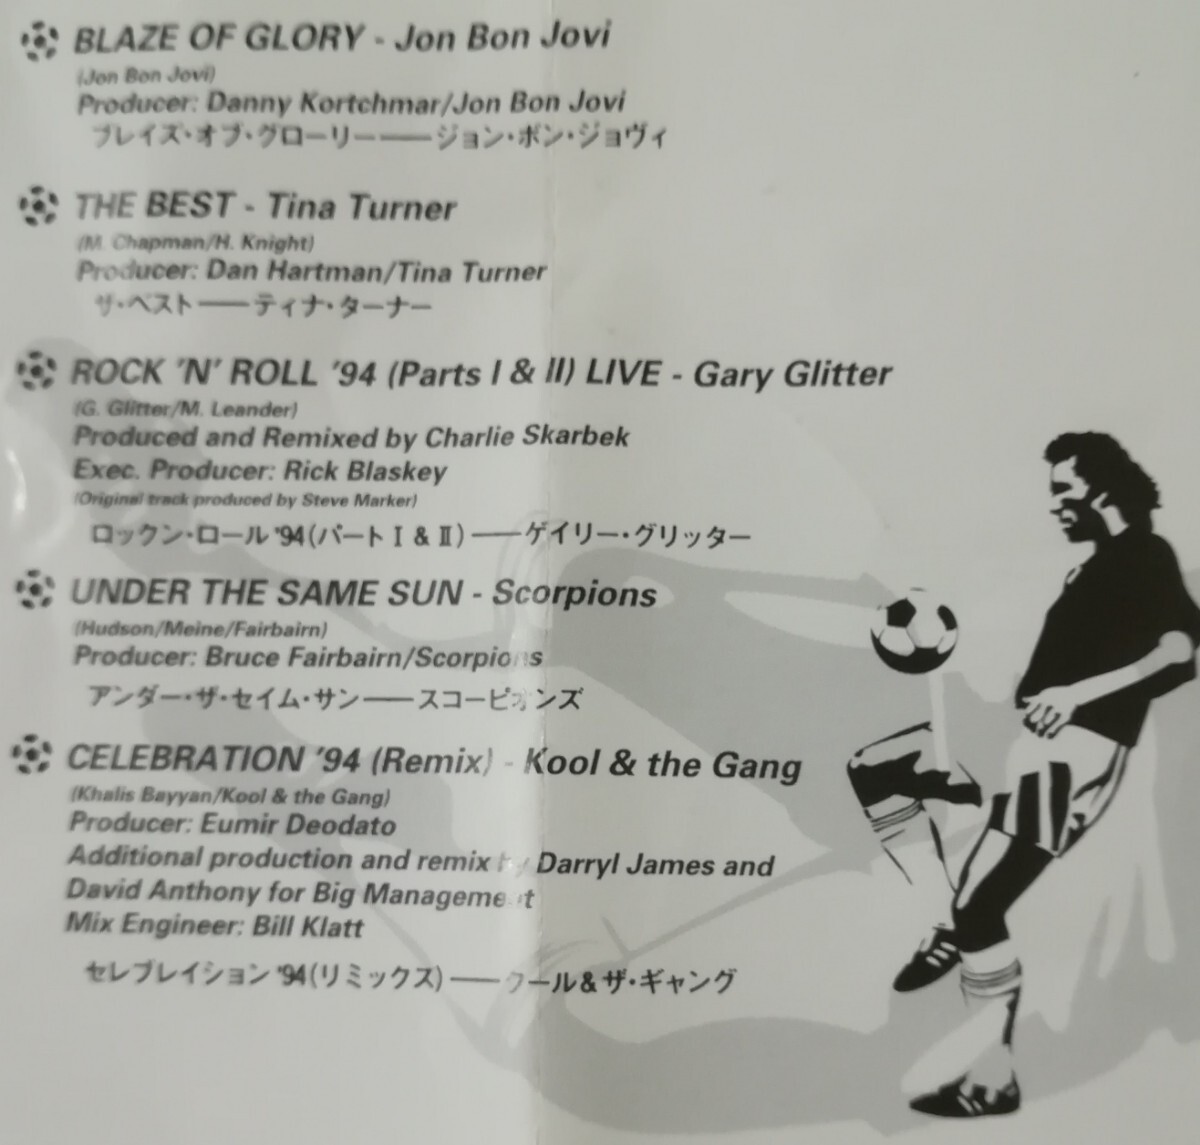 BLAZE OF GLORY - Jon Bon Jovi
(Jon Bon Jovi)
Producer: Danny Kortchmar/Jon Bon Jovi
ブレイズ・オブ・グローリー――ジョン・ボン・ジョヴィ
THE BEST - Tina Turner
(M. Chapman/H. Knight)
Producer: Dan Hartman/Tina Turner
ザ・ベスト――ティナ・ターナー
ROCK 'N' ROLL '94 (Parts I & II) LIVE - Gary Glitter
(G. Glitter/M. Leander)
Produced and Remixed by Charlie Skarbek
Exec. Producer: Rick Blaskey
(Original track produced by Steve Marker)
ロックン・ロール '94(パートⅠ&Ⅱ)――ゲイリー・グリッター
UNDER THE SAME SUN - Scorpions
(Hudson/Meine/Fairbairn)
Producer: Bruce Fairbairn/Scorpions
アンダー・ザ・セイム・サン――スコーピオンズ
CELEBRATION '94 (Remix) - Kool & the Gang
(Khalis Bayyan/Kool & the Gang)
Producer: Eumir Deodato
Additional production and remix by Darryl James and
David Anthony for Big Management
Mix Engineer: Bill Klatt
セレブレイション '94(リミックス)――クール&ザ・ギャング